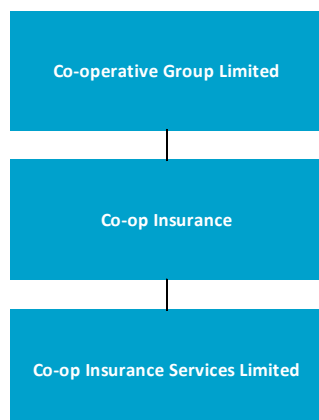 Co-operative Group Limited
Co-op Insurance
Co-op Insurance Services Limited